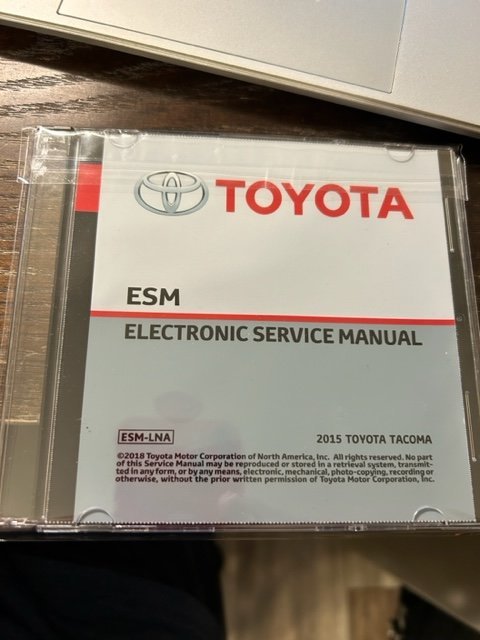 TOYOTA
ESM
ELECTRONIC SERVICE MANUAL
ESM-LNA
2015 TOYOTA TACOMA
©2018 Toyota Motor Corporation of North America, Inc. All rights reserved. No part
of this Service Manual may be reproduced or stored in a retrieval system, transmit-
ted in any form, or by any means, electronic, mechanical, photo-copying, recording or
otherwise, without the prior written permission of Toyota Motor Corporation, Inc.